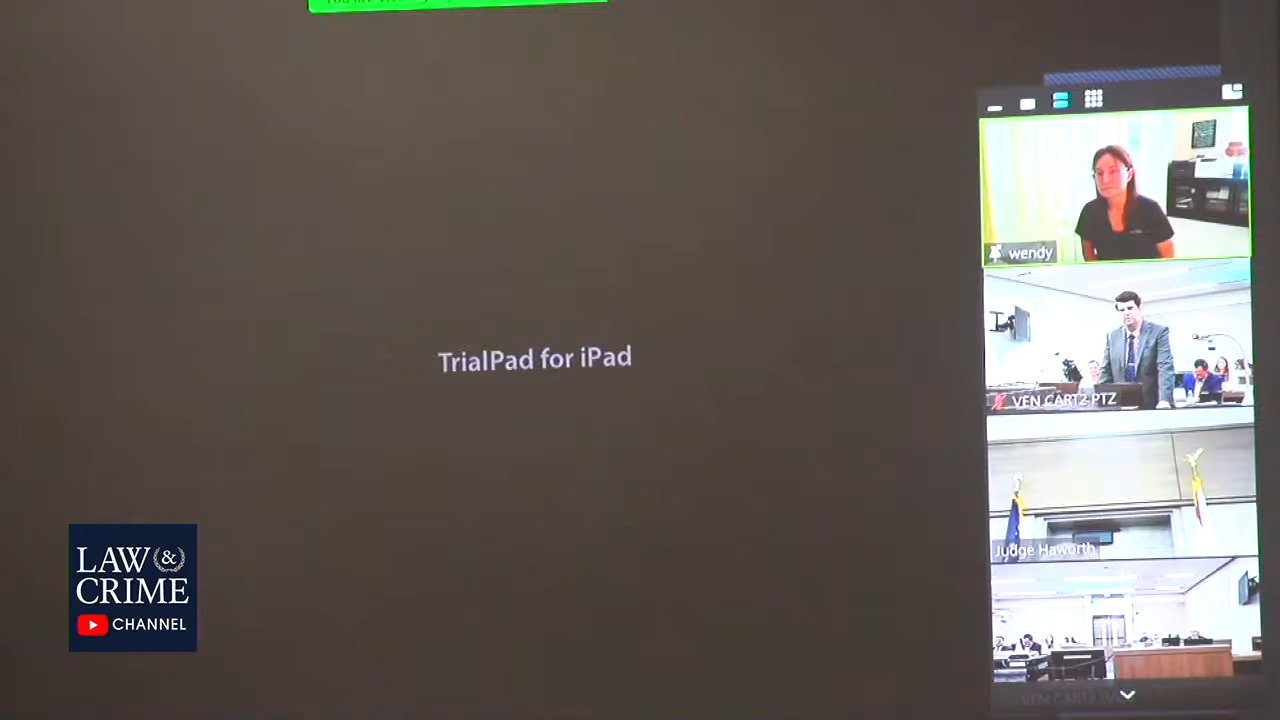 TrialPad for iPad
wendy
VEN CART2-PTZ
Judge Haworth
LAW &
CRIME
CHANNEL